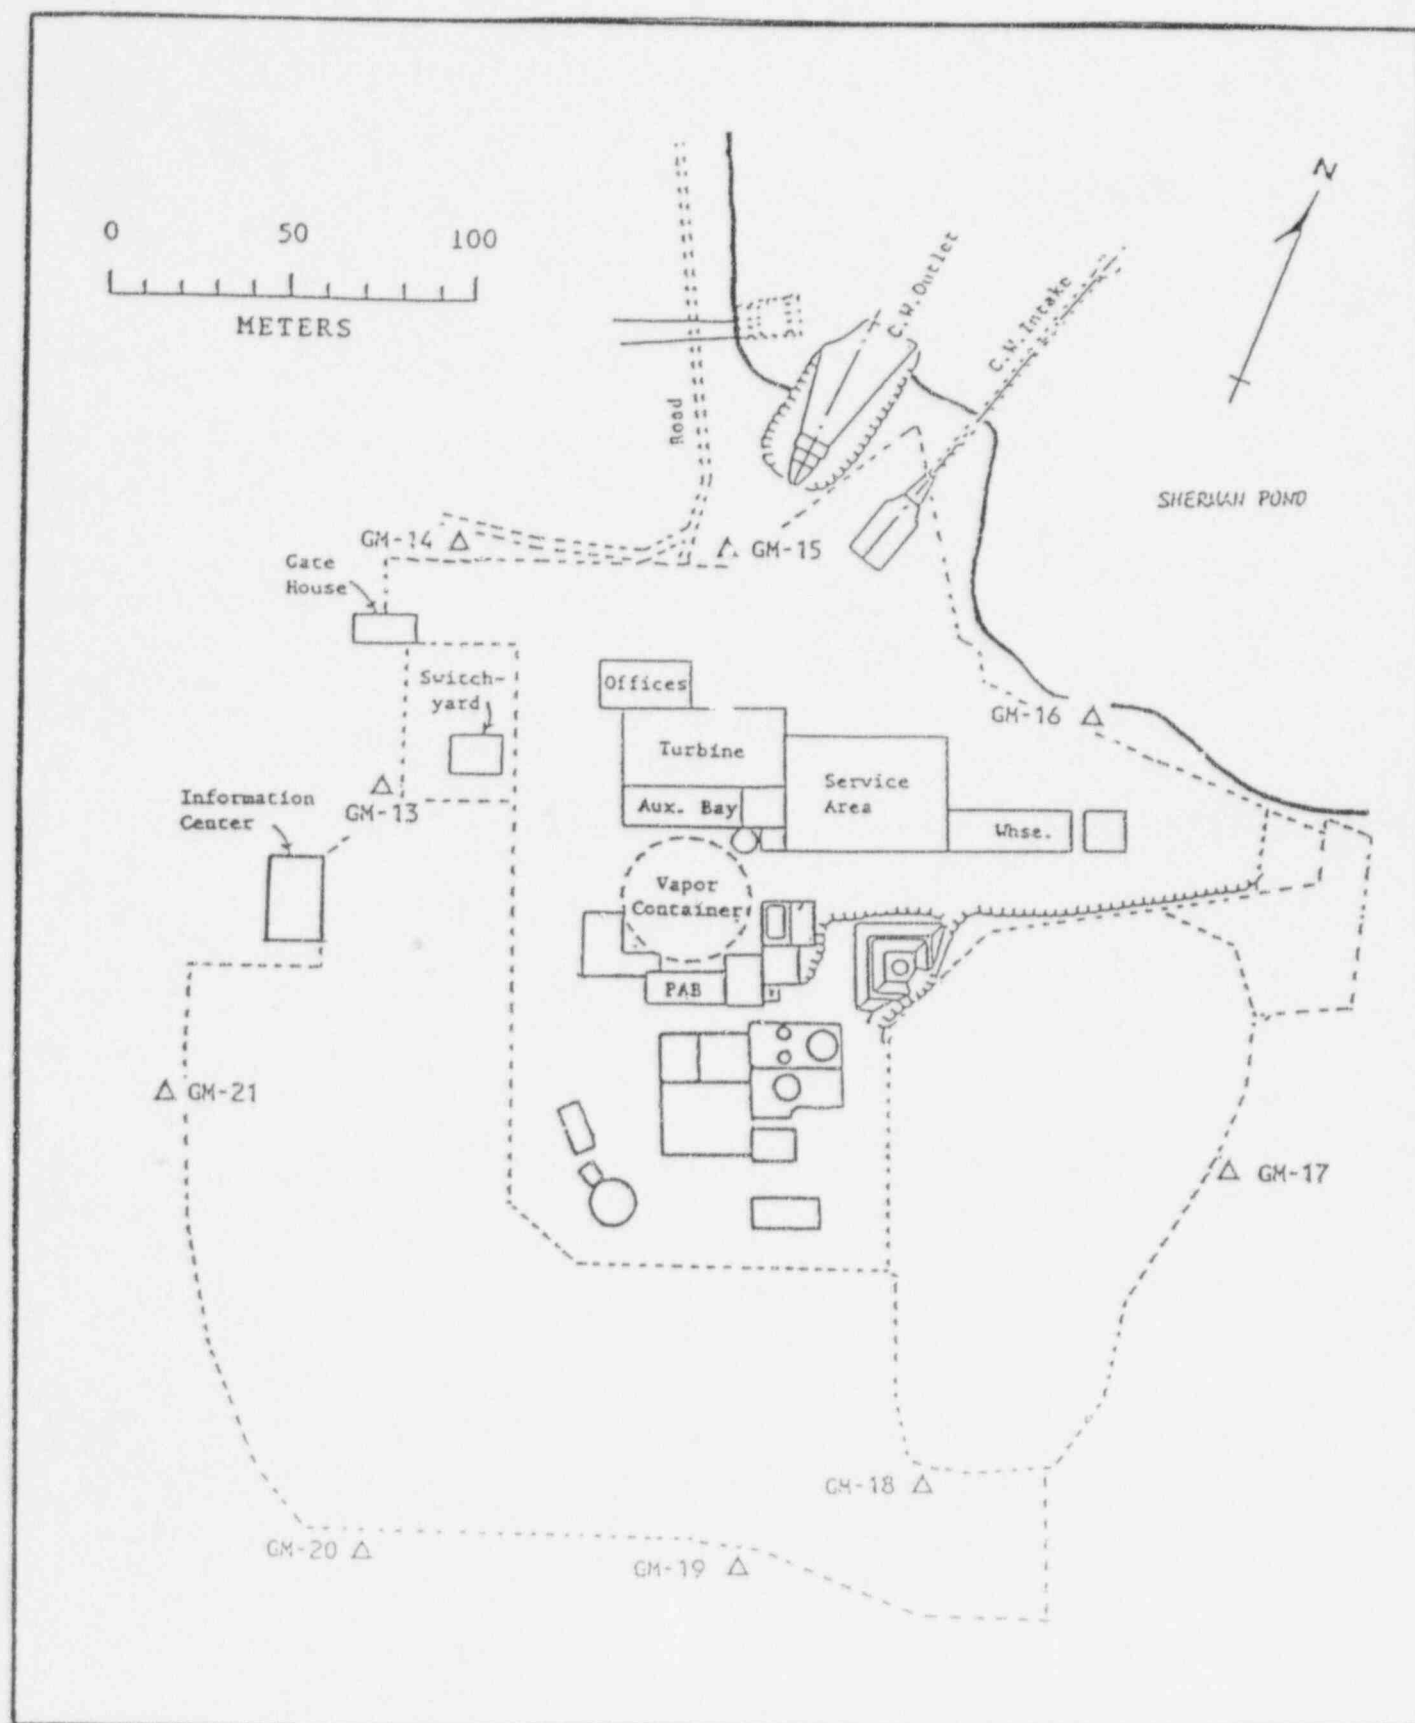 N
0 50 100
METERS
C.W. Outlet
C.W. Intake
Road
SHERMAN POND
GM-14
GM-15
Gate
House
Switch-
yard
Offices
GM-16
Turbine
Service
Area
Information
Center
GM-13
Aux. Bay
Whse.
Vapor
Container
PAB
GM-21
GM-17
GM-18
GM-20
GM-19